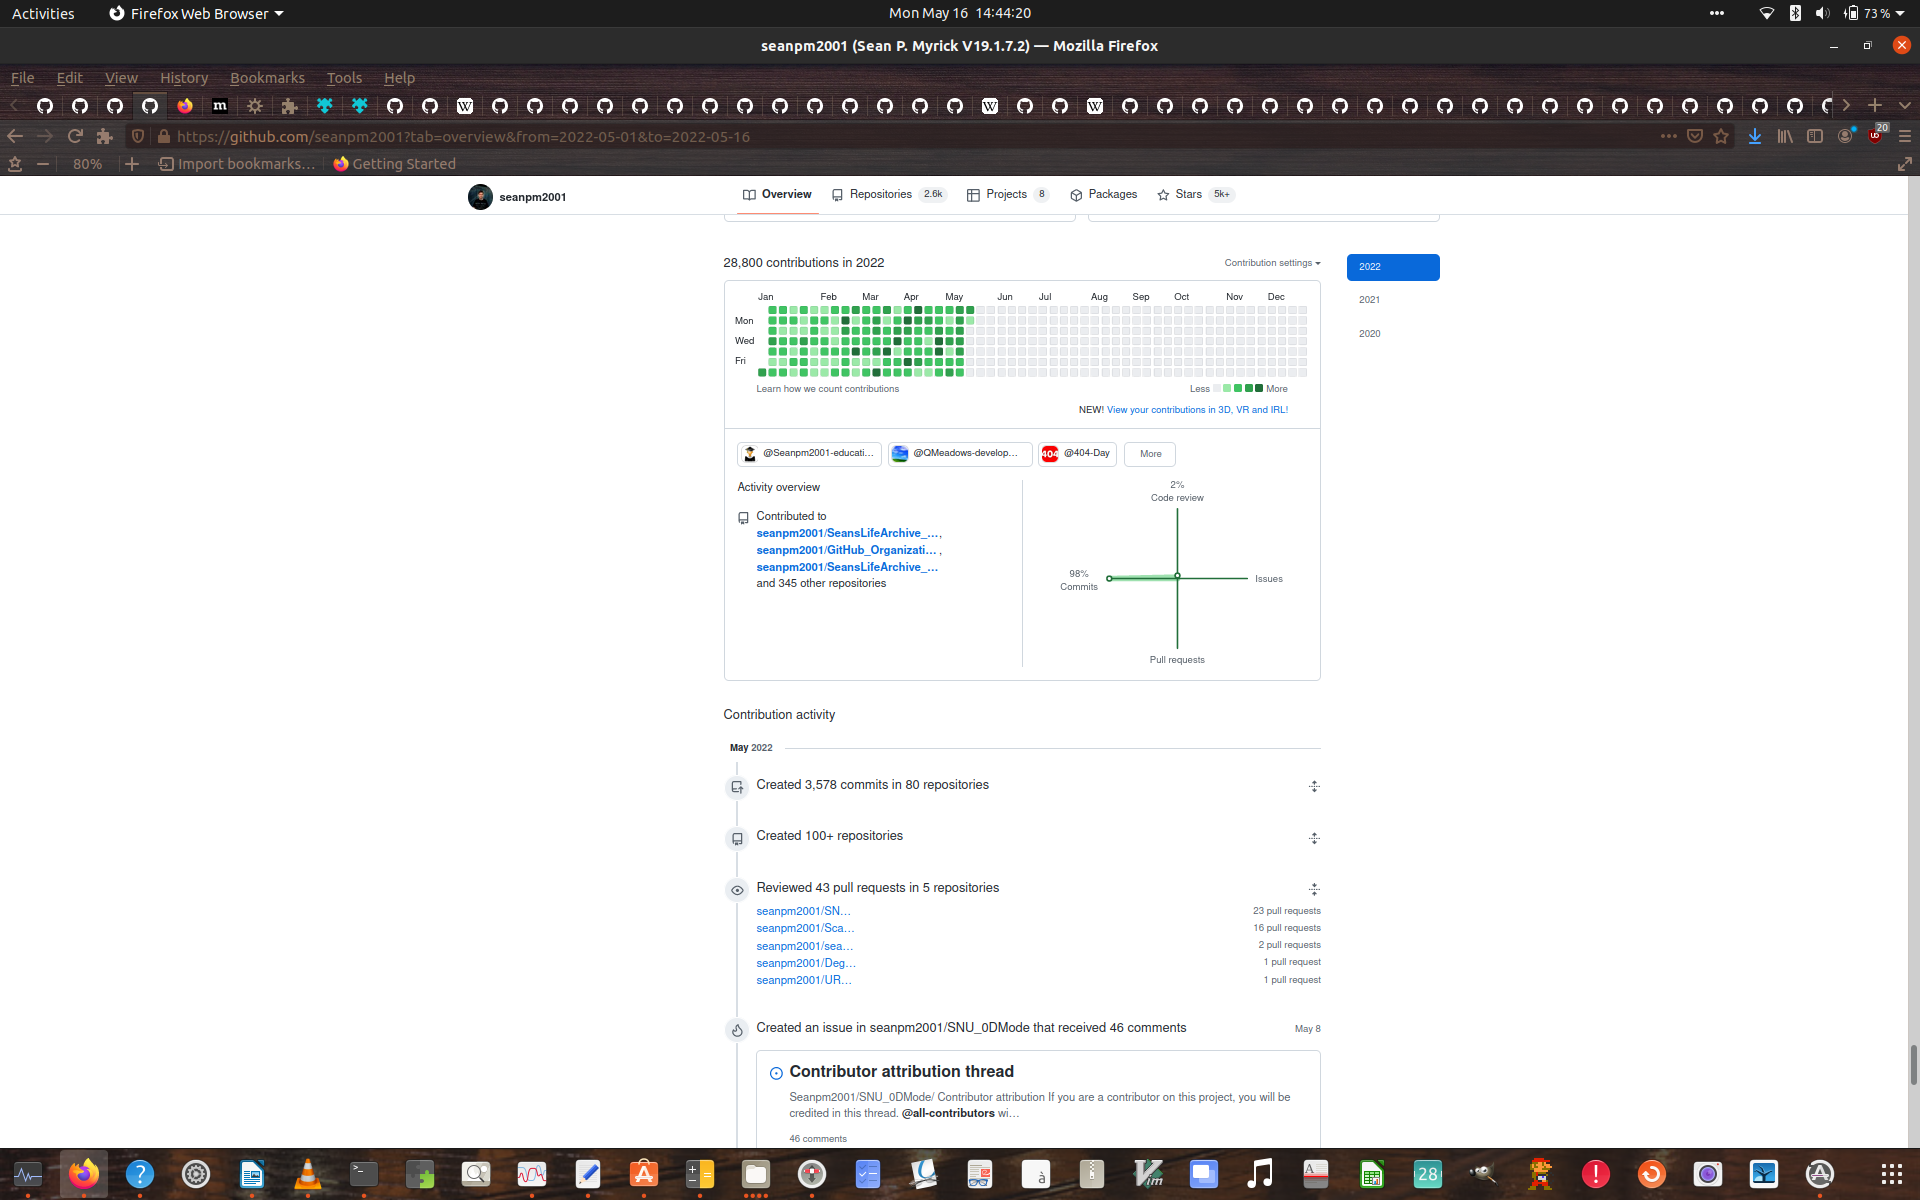 Activities
Firefox Web Browser
Mon May 16 14:44:20
73 %
seanpm2001 (Sean P. Myrick V19.1.7.2) — Mozilla Firefox
File Edit View History Bookmarks Tools Help
https://github.com/seanpm2001?tab=overview&from=2022-05-01&to=2022-05-16
20
80%
Import bookmarks...
Getting Started
seanpm2001
Overview
Repositories 2.6k
Projects 8
Packages
Stars 5k+
28,800 contributions in 2022
Contribution settings
2022
2021
2020
Jan Feb Mar Apr May Jun Jul Aug Sep Oct Nov Dec
Mon
Wed
Fri
Learn how we count contributions
Less
More
NEW! View your contributions in 3D, VR and IRL!
@Seanpm2001-educati...
@QMeadows-develop...
404
@404-Day
More
Activity overview
Contributed to
seanpm2001/SeansLifeArchive_...,
seanpm2001/GitHub_Organizati... ,
seanpm2001/SeansLifeArchive_...
and 345 other repositories
2%
Code review
98%
Commits
Issues
Pull requests
Contribution activity
May 2022
Created 3,578 commits in 80 repositories
Created 100+ repositories
Reviewed 43 pull requests in 5 repositories
seanpm2001/SN... 23 pull requests
seanpm2001/Sca... 16 pull requests
seanpm2001/sea... 2 pull requests
seanpm2001/Deg... 1 pull request
seanpm2001/UR... 1 pull request
Created an issue in seanpm2001/SNU_0DMode that received 46 comments
May 8
Contributor attribution thread
Seanpm2001/SNU_0DMode/ Contributor attribution If you are a contributor on this project, you will be
credited in this thread. @all-contributors wi...
46 comments
28